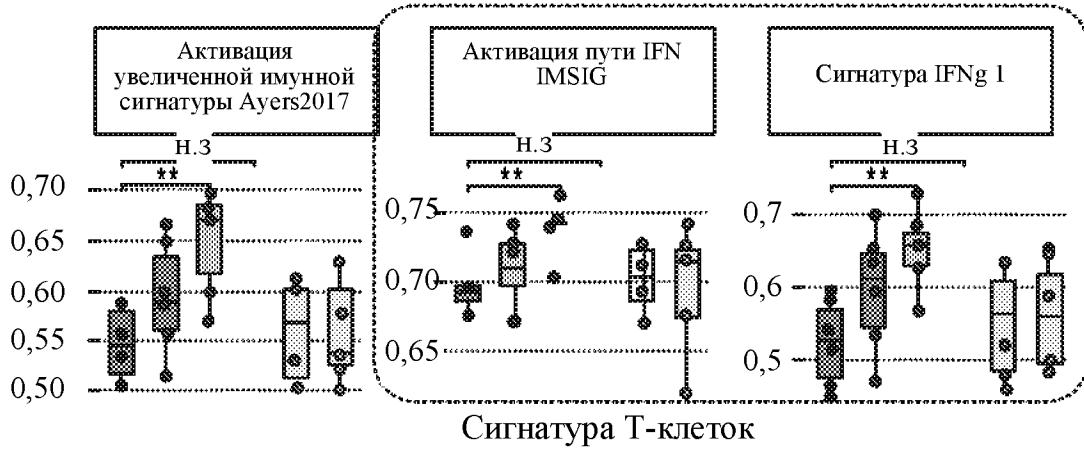 Активация
увеличенной имунной
сигнатуры Ayers2017
Н.З
**
0,70
0,65
0,60
0,55
0,50
Активация пути IFN
IMSIG
Н.З
**
0,75
0,70
0,65
Сигнатура IFNg 1
Н.З
**
0,7
0,6
0,5
Сигнатура Т-клеток